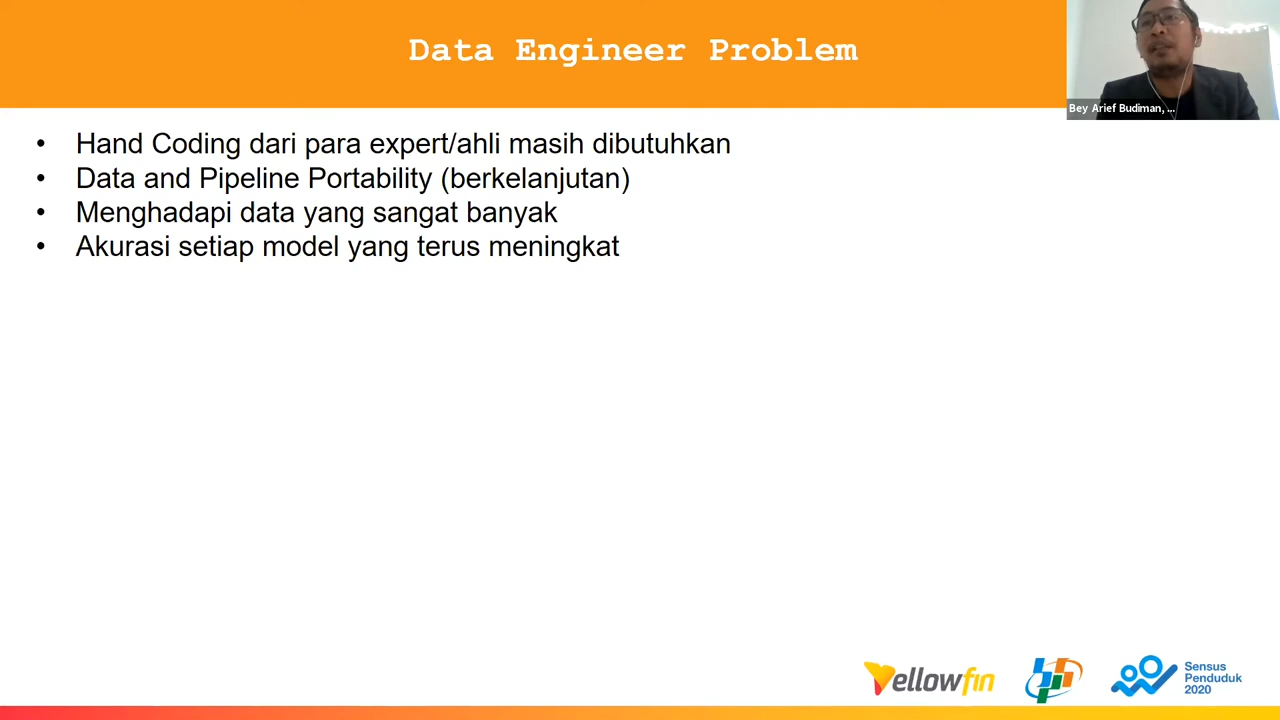 Data Engineer Problem
Bey Arief Budiman, ...
• Hand Coding dari para expert/ahli masih dibutuhkan
• Data and Pipeline Portability (berkelanjutan)
• Menghadapi data yang sangat banyak
• Akurasi setiap model yang terus meningkat
Yellowfin
Sensus
Penduduk
2020